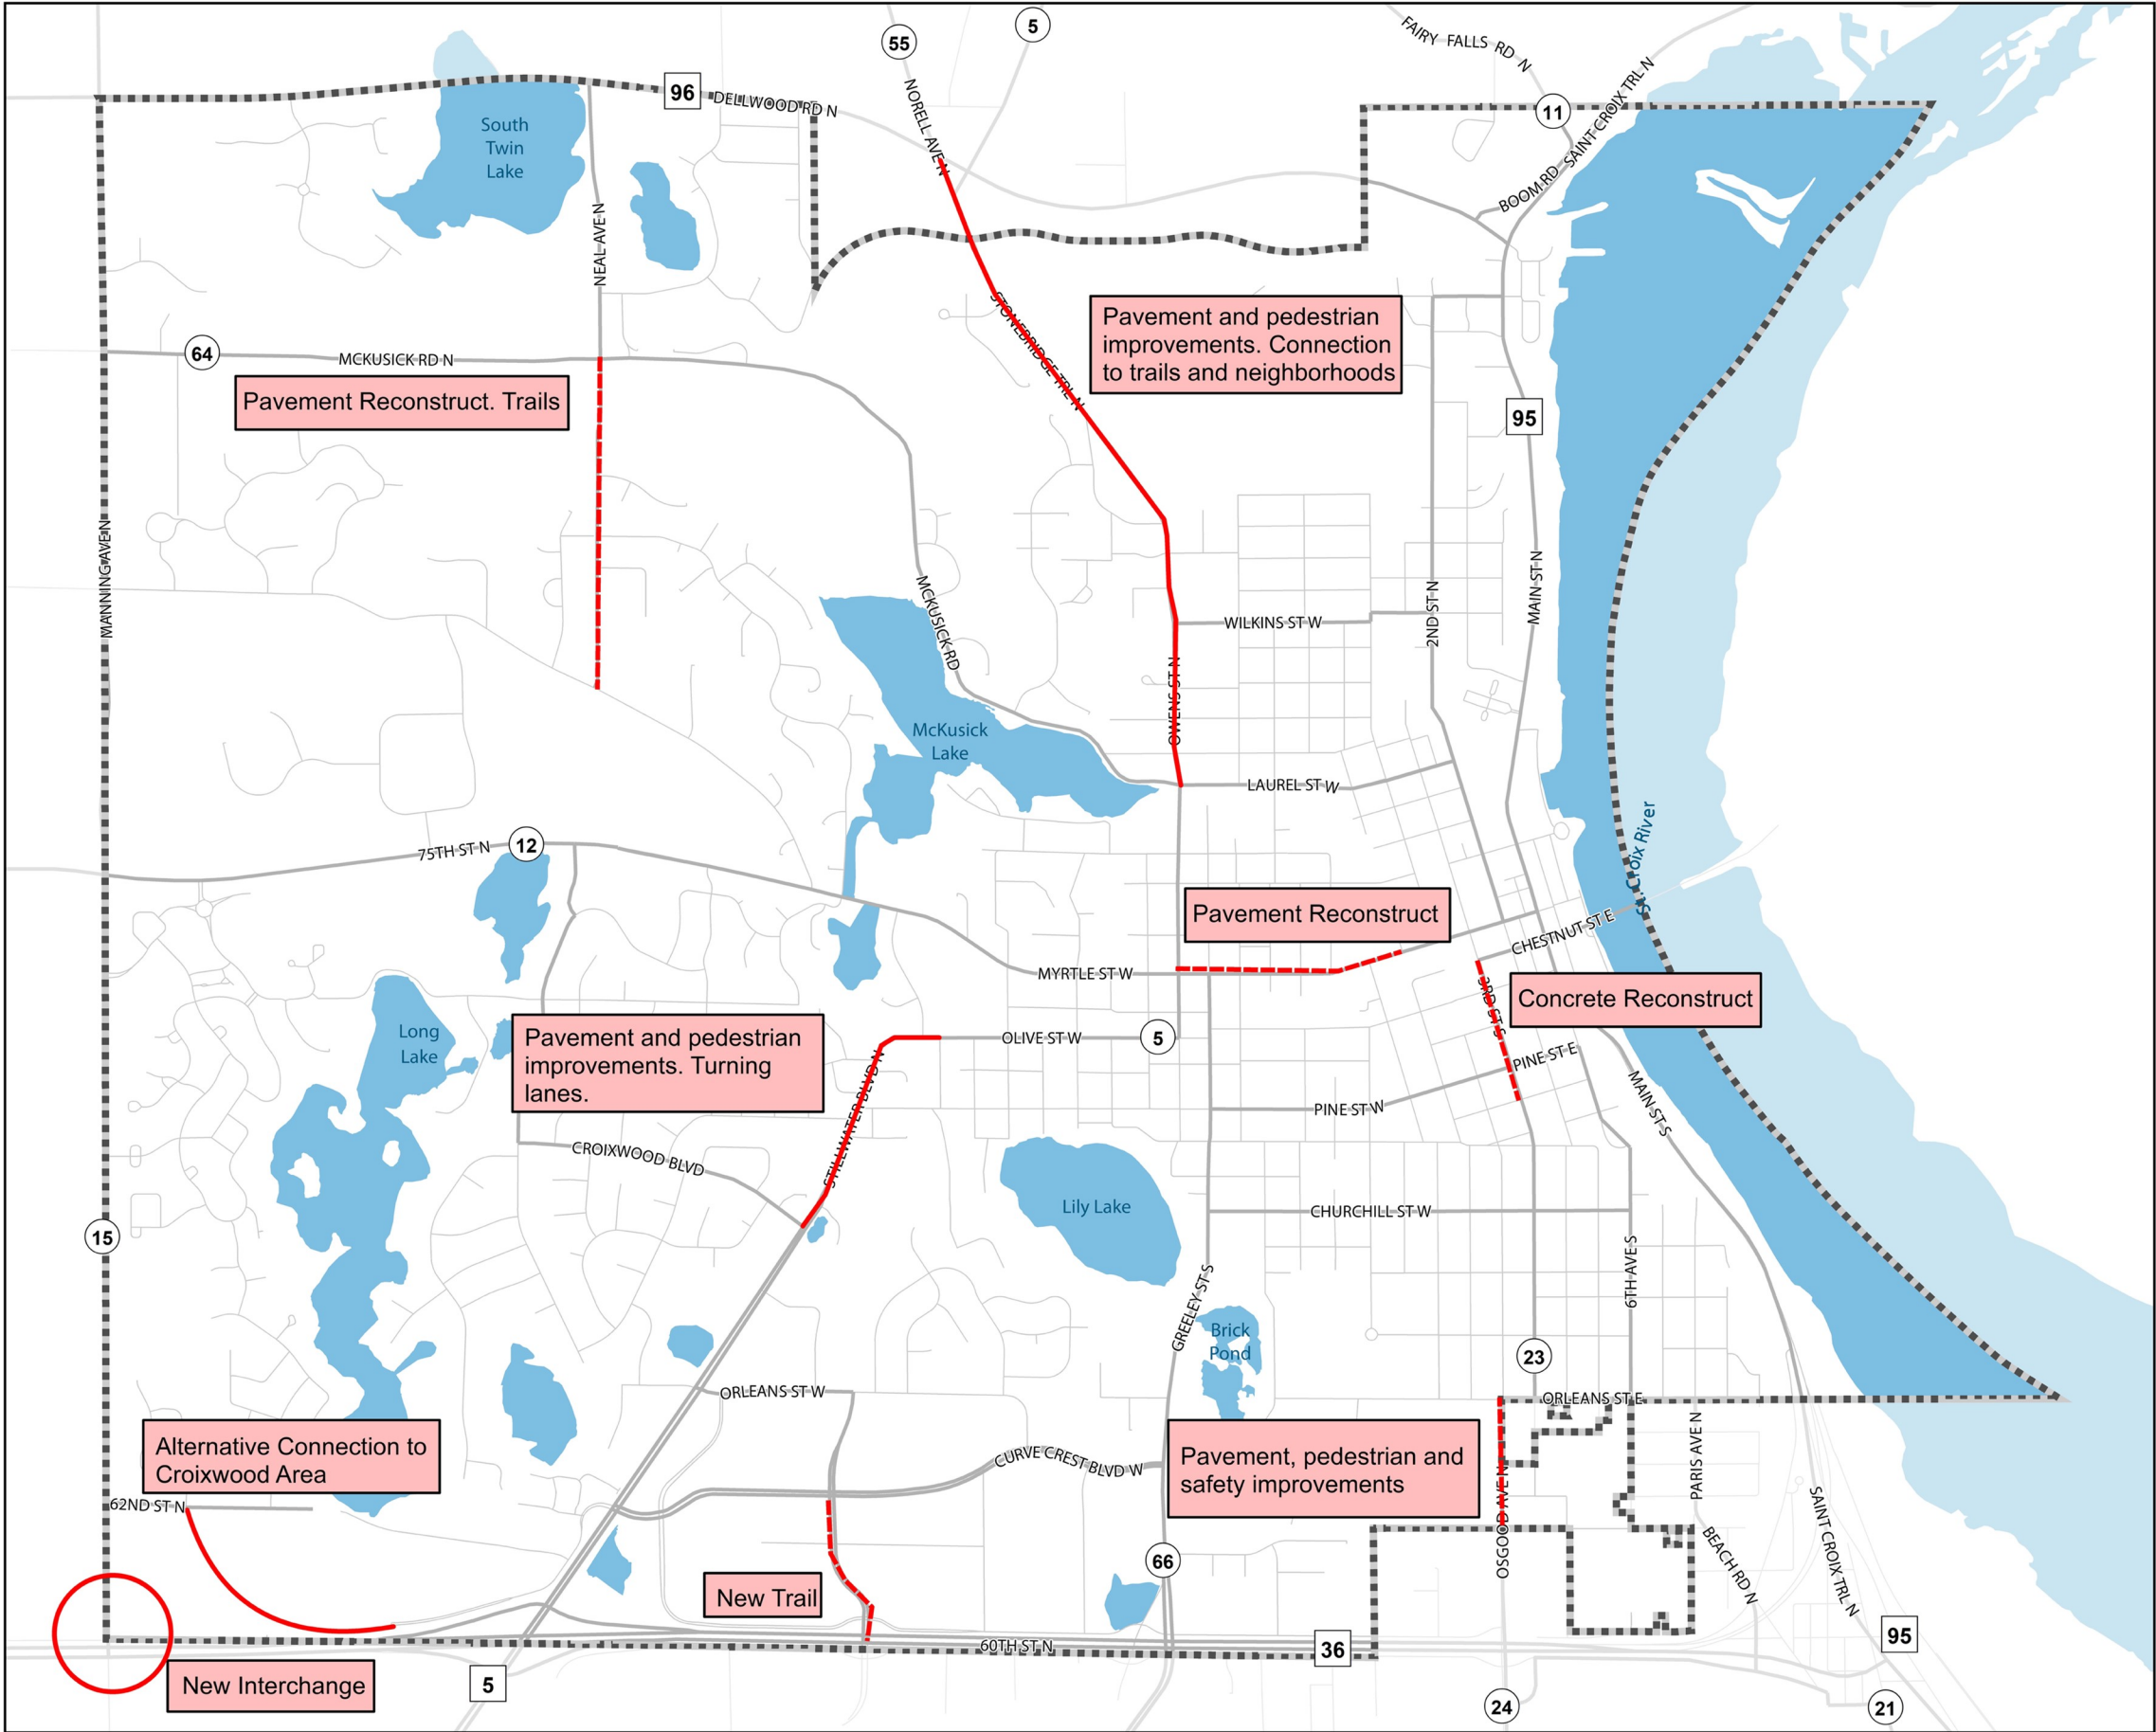 55
5
FAIRY FALLS RD N
96
DELLWOOD RD N
NORELL AVE N
11
SAINT CROIX TRL N
BOOM RD
South
Twin
Lake
NEAL AVE N
64
MCKUSICK RD N
STONEBRIDGE TRL N
Pavement and pedestrian
improvements. Connection
to trails and neighborhoods
Pavement Reconstruct. Trails
95
MANNING AVE N
MCKUSICK RD
WILKINS ST W
2ND ST N
MAIN ST N
OWENS ST N
McKusick
Lake
LAUREL ST W
75TH ST N
12
St. Croix River
Pavement Reconstruct
CHESTNUT ST E
MYRTLE ST W
3RD ST S
Concrete Reconstruct
Long
Lake
Pavement and pedestrian
improvements. Turning
lanes.
STILLWATER BLVD N
OLIVE ST W
5
PINE ST E
PINE ST W
MAIN ST S
CROIXWOOD BLVD
Lily Lake
CHURCHILL ST W
15
6TH AVE S
GREELEY ST S
Brick
Pond
23
ORLEANS ST W
ORLEANS ST E
Alternative Connection to
Croixwood Area
CURVE CREST BLVD W
Pavement, pedestrian and
safety improvements
OSGOOD AVE N
PARIS AVE N
62ND ST N
BEACH RD N
SAINT CROIX TRL N
66
New Trail
60TH ST N
36
95
New Interchange
5
24
21